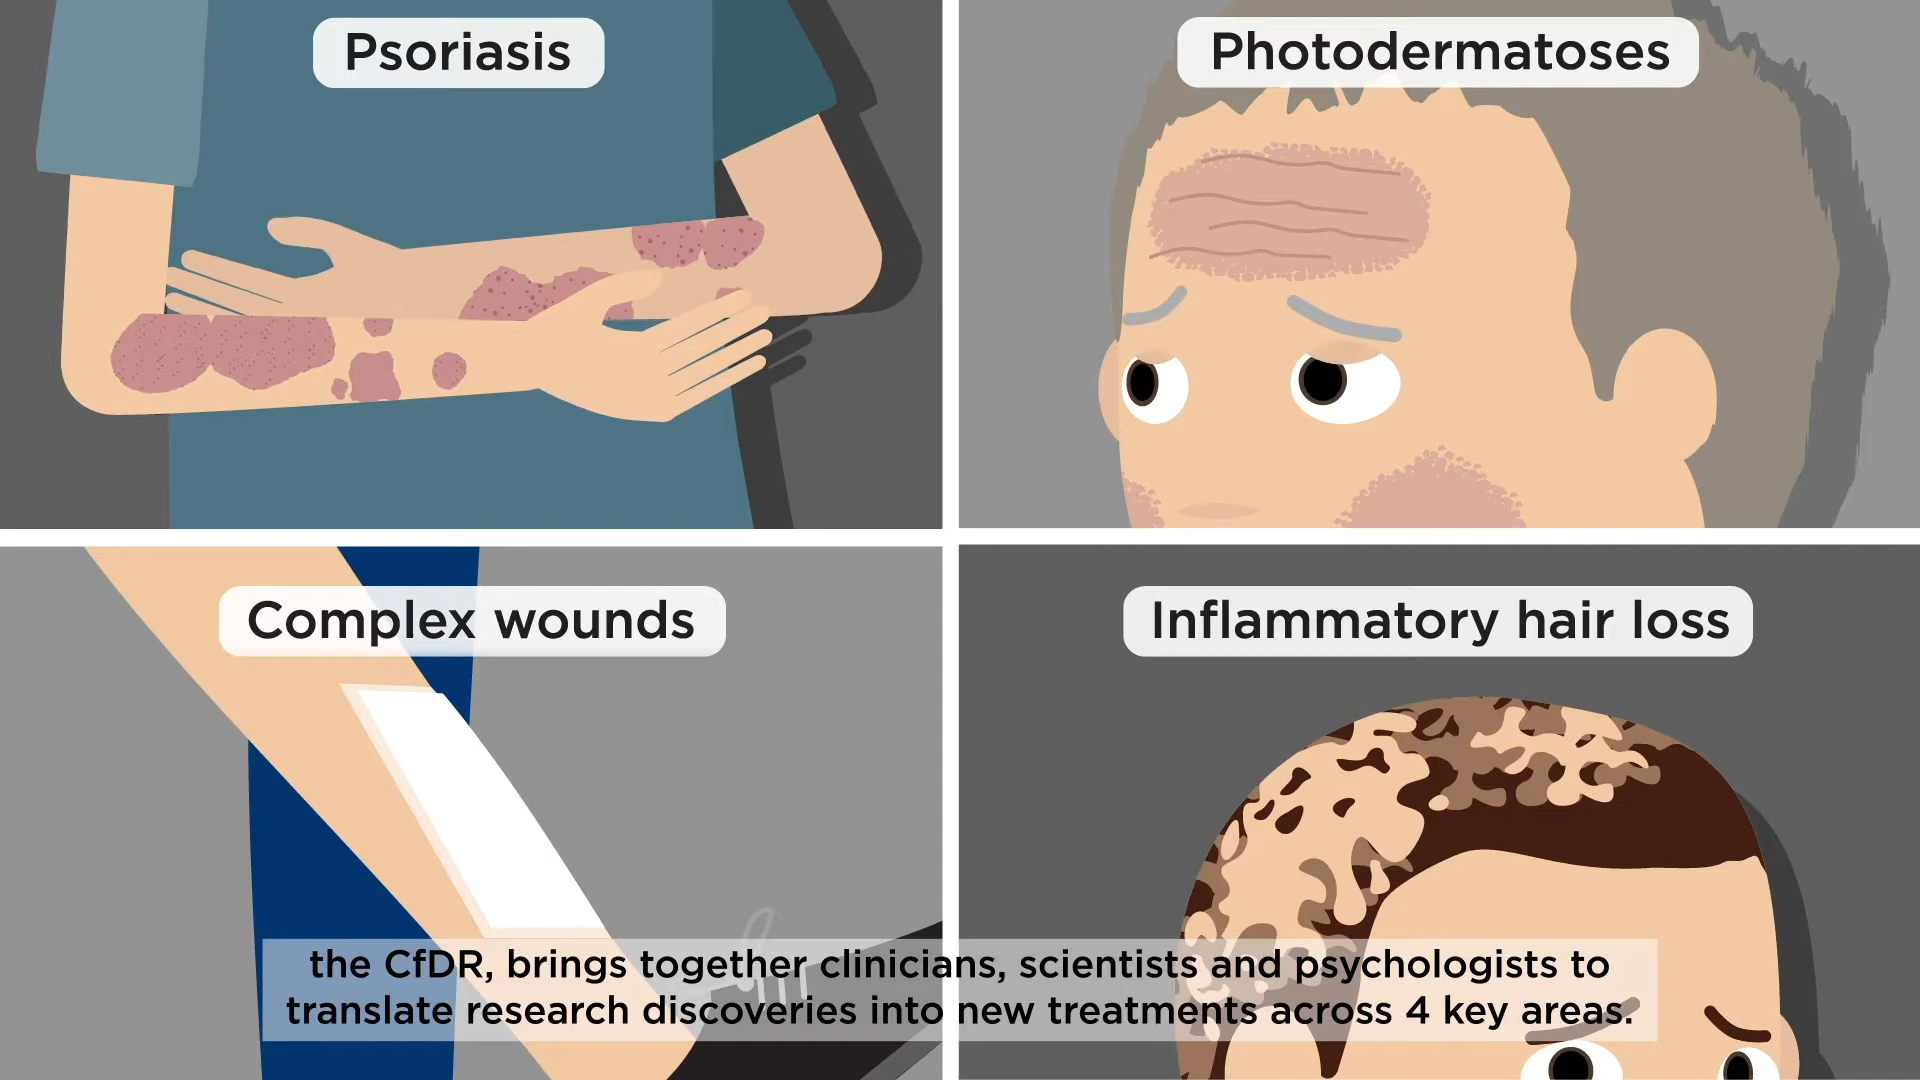 Psoriasis
Photodermatoses
Complex wounds
Inflammatory hair loss
the CfDR, brings together clinicians, scientists and psychologists to
translate research discoveries into new treatments across 4 key areas.